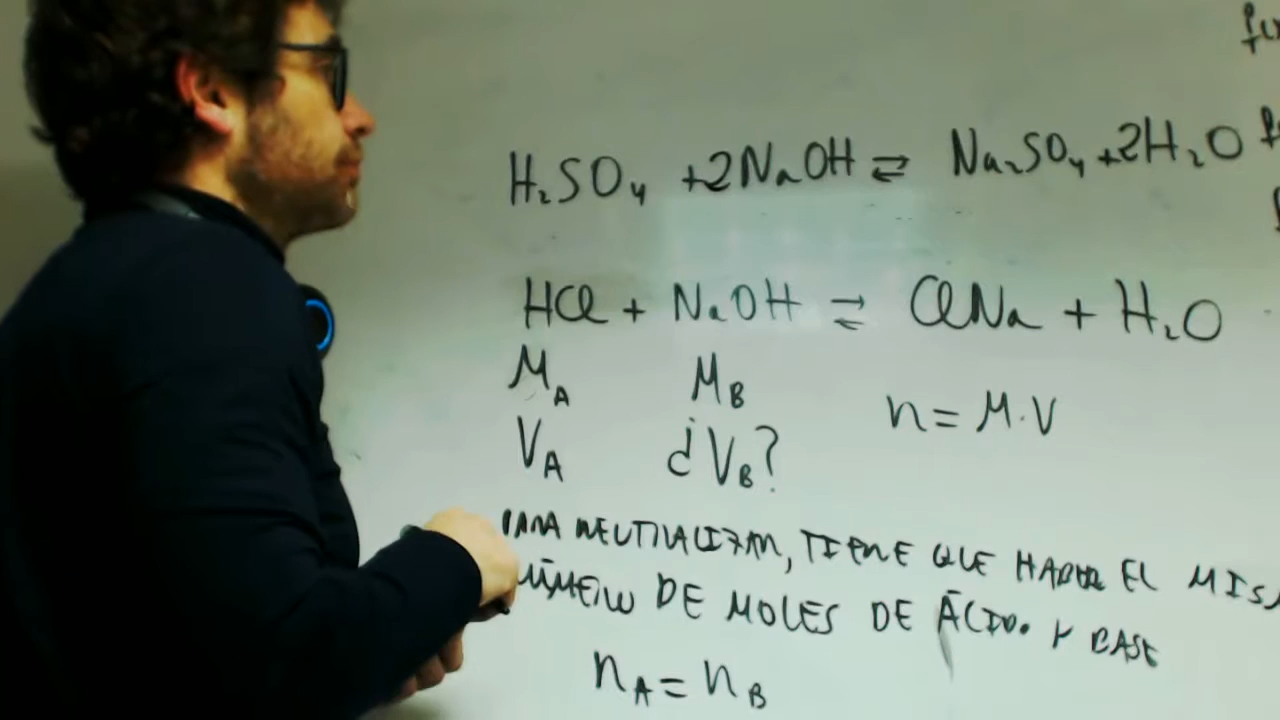 H₂SO₄ + 2NaOH ⇌ Na₂SO₄ + 2H₂O
HCl + NaOH ⇌ ClNa + H₂O
M_A M_B
n = M·V
V_A ¿V_B?
PARA NEUTRALIZAR, TIENE QUE HABER EL MIS
NÚMERO DE MOLES DE ÁCIDO Y BASE
n_A = n_B